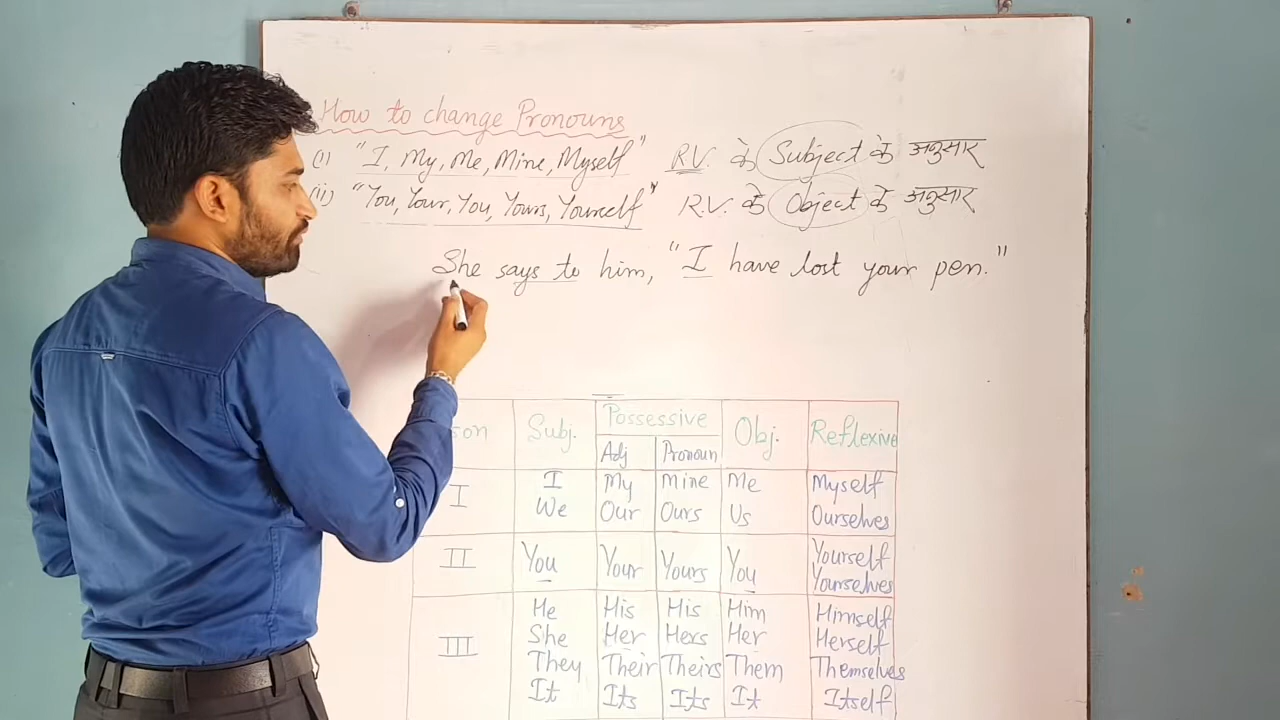 How to change Pronouns
(i) "I, My, Me, Mine, Myself" R.V. के Subject के अनुसार
(ii) "You, Your, You, Yours, Yourself" R.V. के Object के अनुसार
She says to him, "I have lost your pen."
Subj. Possessive Obj. Reflexive
Adj Pronoun
I I My mine Me Myself
We Our Ours Us Ourselves
II You Your Yours You Yourself
Yourselves
He His His Him Himself
III She Her Hers Her Herself
They Their Theirs Them Themselves
It Its Its It Itself